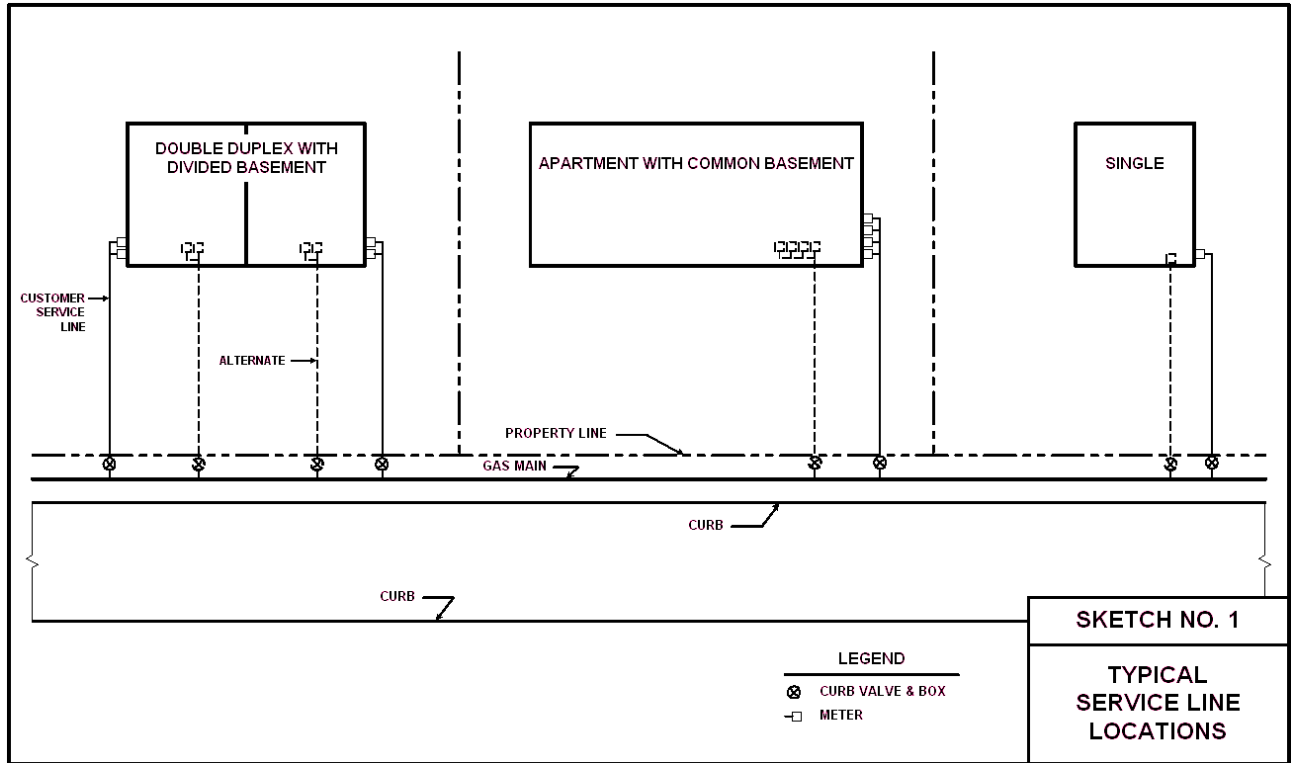 DOUBLE DUPLEX WITH
DIVIDED BASEMENT
APARTMENT WITH COMMON BASEMENT
SINGLE
CUSTOMER
SERVICE
LINE
ALTERNATE
PROPERTY LINE
GAS MAIN
CURB
CURB
LEGEND
CURB VALVE & BOX
METER
SKETCH NO. 1
TYPICAL
SERVICE LINE
LOCATIONS